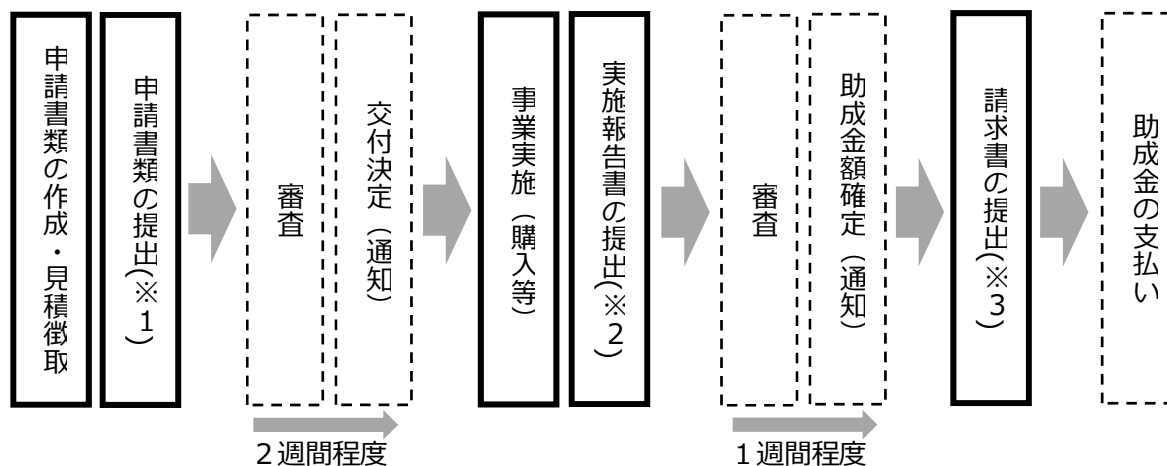 申請書類の作成・見積徴取
申請書類の提出(※1)
審査
交付決定（通知）
事業実施（購入等）
実施報告書の提出(※2)
審査
助成金額確定（通知）
請求書の提出(※3)
助成金の支払い
2週間程度
1週間程度